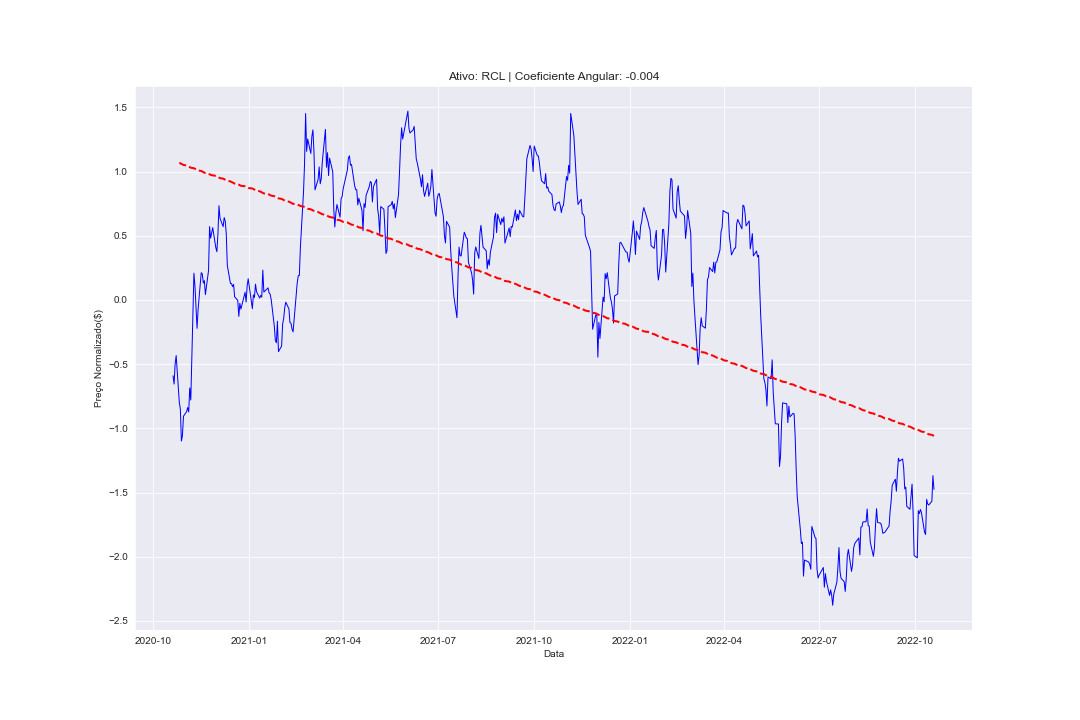 Ativo: RCL | Coeficiente Angular: -0.004
1.5
1.0
0.5
0.0
−0.5
−1.0
−1.5
−2.0
−2.5
Preço Normalizado($)
2020-10 2021-01 2021-04 2021-07 2021-10 2022-01 2022-04 2022-07 2022-10
Data